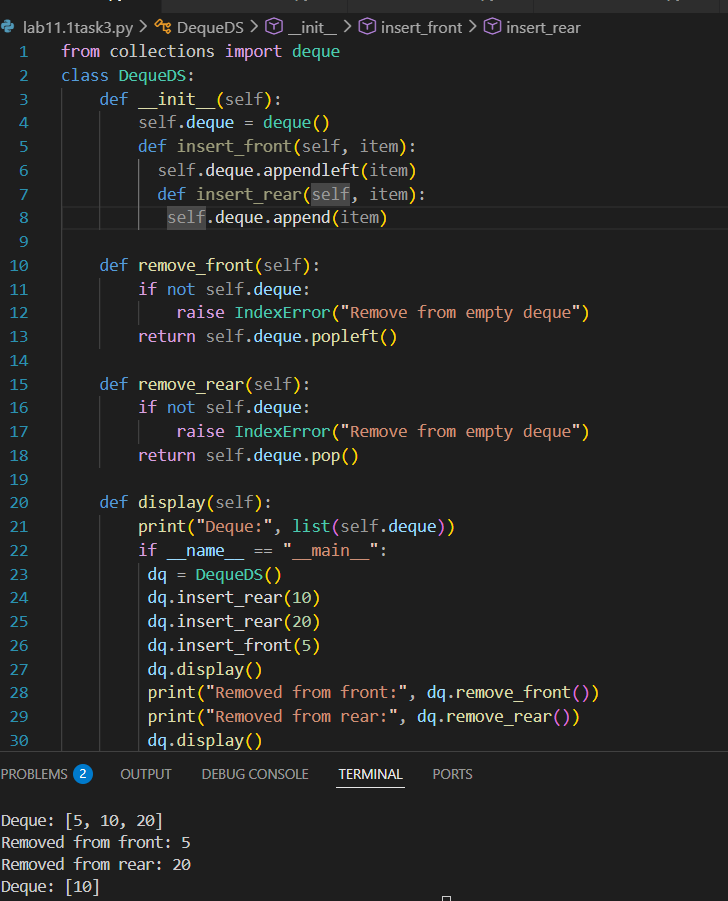 lab11.1task3.py > DequeDS > __init__ > insert_front > insert_rear
1 from collections import deque
2 class DequeDS:
3     def __init__(self):
4         self.deque = deque()
5         def insert_front(self, item):
6           self.deque.appendleft(item)
7           def insert_rear(self, item):
8            self.deque.append(item)
9
10     def remove_front(self):
11         if not self.deque:
12             raise IndexError("Remove from empty deque")
13         return self.deque.popleft()
14
15     def remove_rear(self):
16         if not self.deque:
17             raise IndexError("Remove from empty deque")
18         return self.deque.pop()
19
20     def display(self):
21         print("Deque:", list(self.deque))
22         if __name__ == "__main__":
23          dq = DequeDS()
24          dq.insert_rear(10)
25          dq.insert_rear(20)
26          dq.insert_front(5)
27          dq.display()
28          print("Removed from front:", dq.remove_front())
29          print("Removed from rear:", dq.remove_rear())
30          dq.display()
PROBLEMS 2 OUTPUT DEBUG CONSOLE TERMINAL PORTS
Deque: [5, 10, 20]
Removed from front: 5
Removed from rear: 20
Deque: [10]